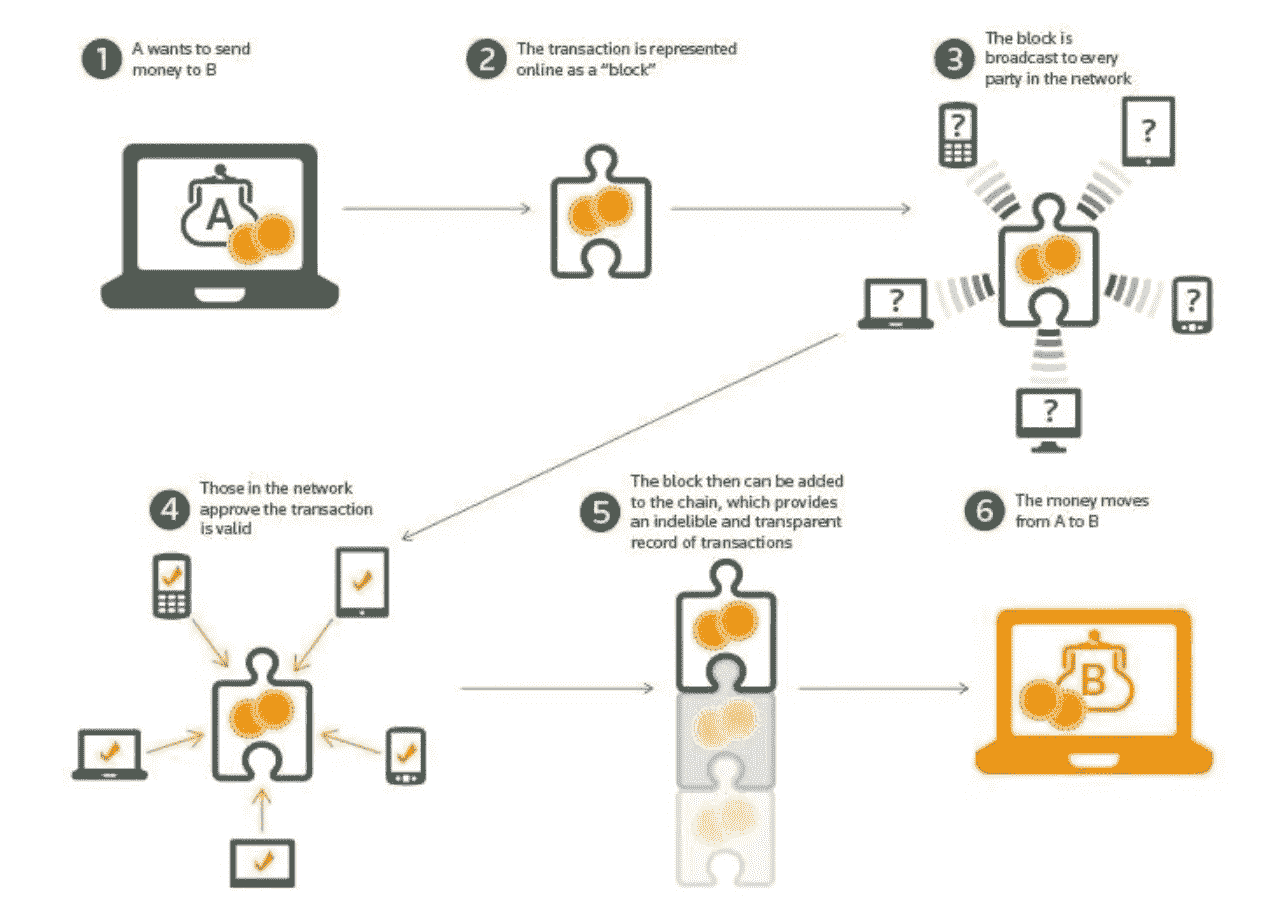 1
A wants to send
money to B
2
The transaction is represented
online as a “block”
3
The block is
broadcast to every
party in the network
?
?
A
?
?
?
4
Those in the network
approve the transaction
is valid
5
The block then can be added
to the chain, which provides
an indelible and transparent
record of transactions
6
The money moves
from A to B
B